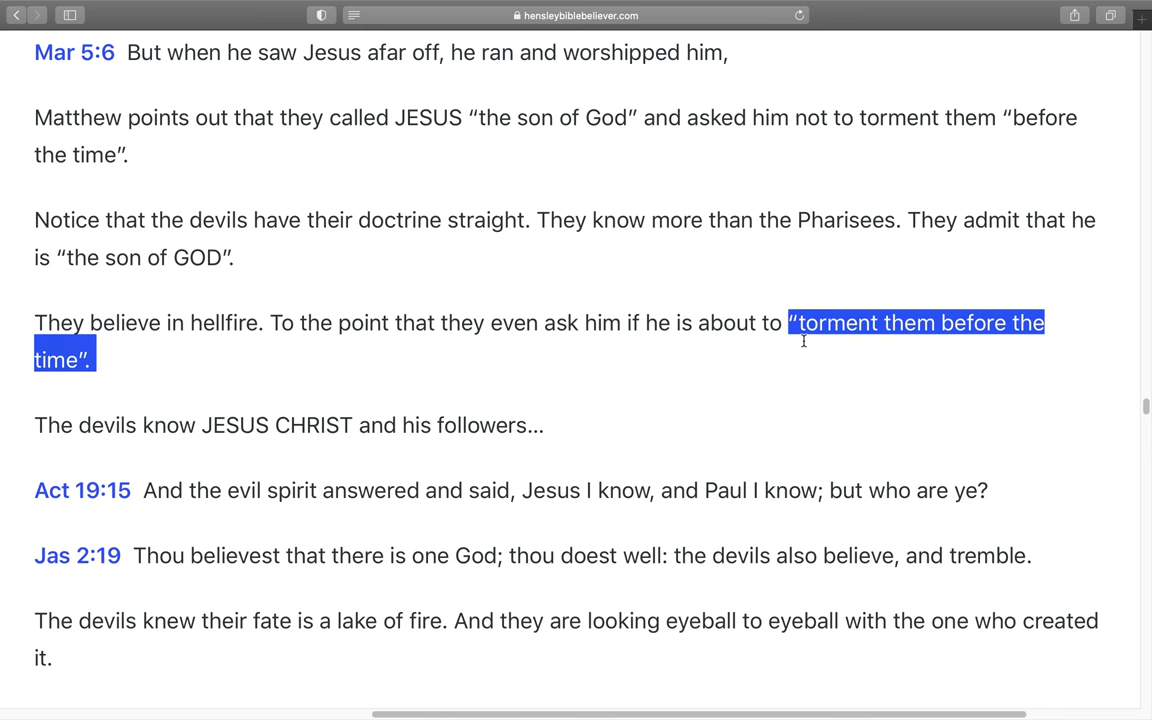 hensleybiblebeliever.com
Mar 5:6 But when he saw Jesus afar off, he ran and worshipped him,
Matthew points out that they called JESUS “the son of God” and asked him not to torment them “before
the time”.
Notice that the devils have their doctrine straight. They know more than the Pharisees. They admit that he
is “the son of GOD”.
They believe in hellfire. To the point that they even ask him if he is about to “torment them before the
time”.
The devils know JESUS CHRIST and his followers...
Act 19:15 And the evil spirit answered and said, Jesus I know, and Paul I know; but who are ye?
Jas 2:19 Thou believest that there is one God; thou doest well: the devils also believe, and tremble.
The devils knew their fate is a lake of fire. And they are looking eyeball to eyeball with the one who created
it.